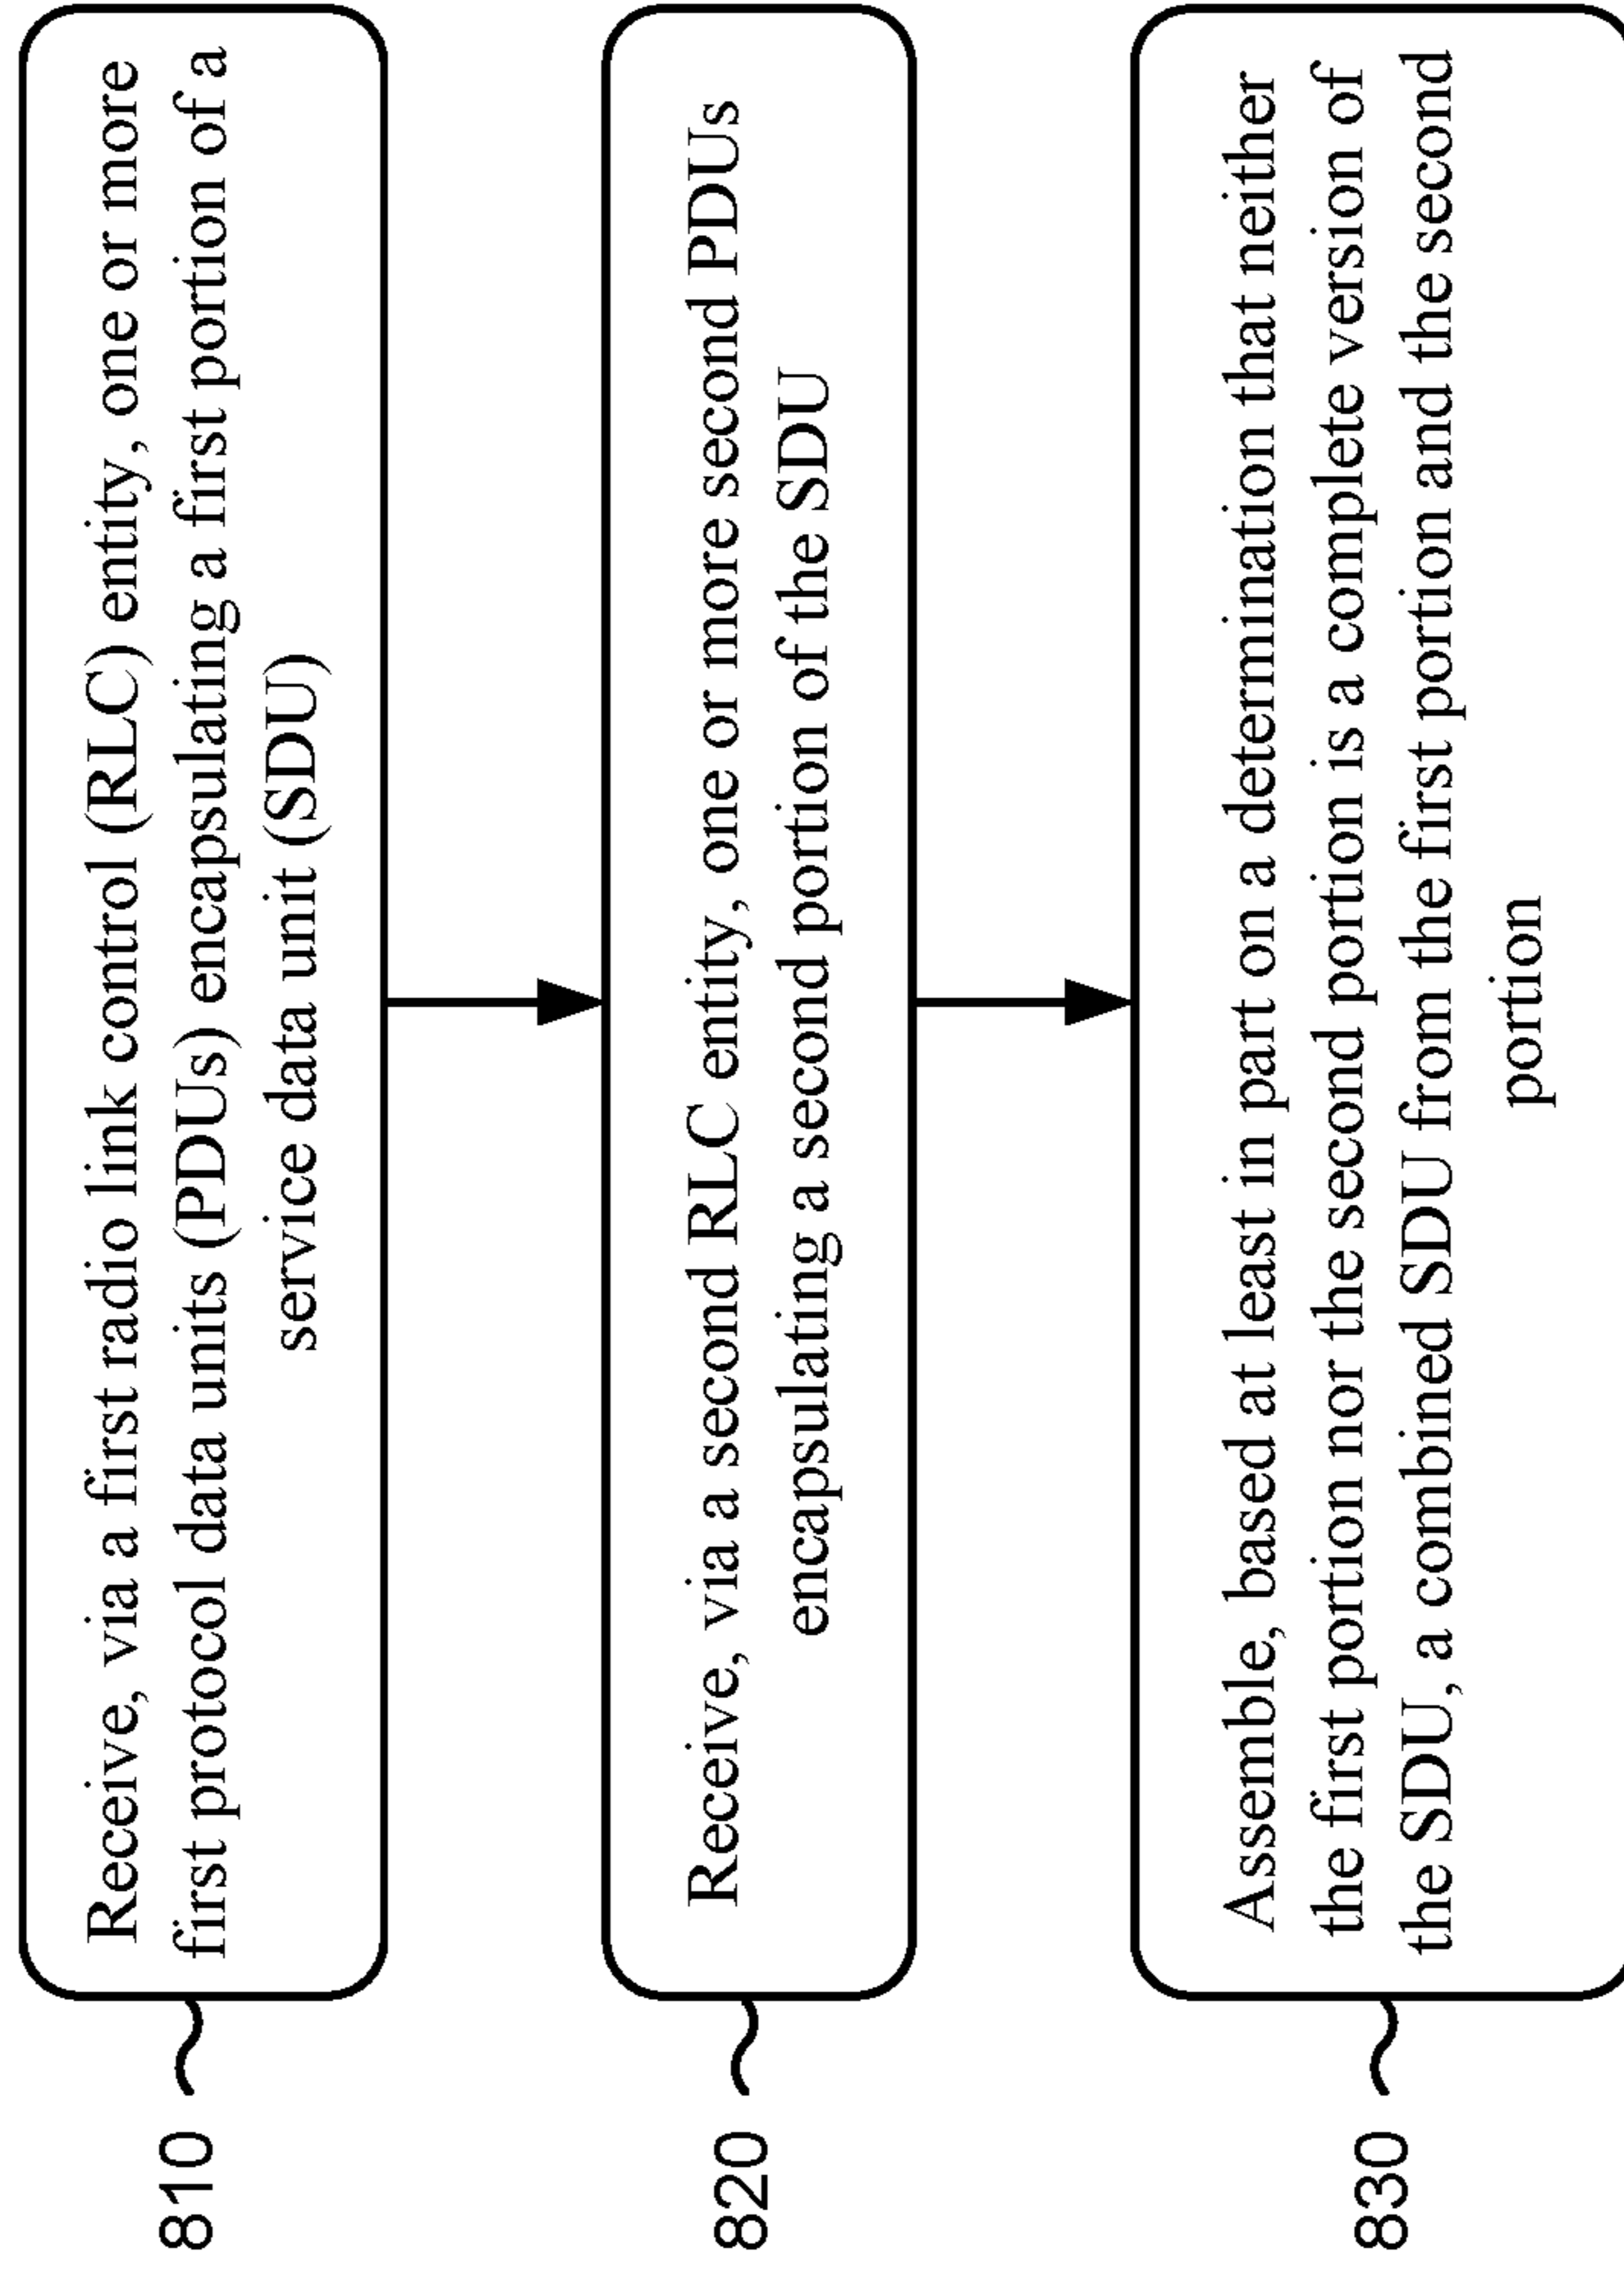 810
Receive, via a first radio link control (RLC) entity, one or more
first protocol data units (PDUs) encapsulating a first portion of a
service data unit (SDU)
820
Receive, via a second RLC entity, one or more second PDUs
encapsulating a second portion of the SDU
830
Assemble, based at least in part on a determination that neither
the first portion nor the second portion is a complete version of
the SDU, a combined SDU from the first portion and the second
portion